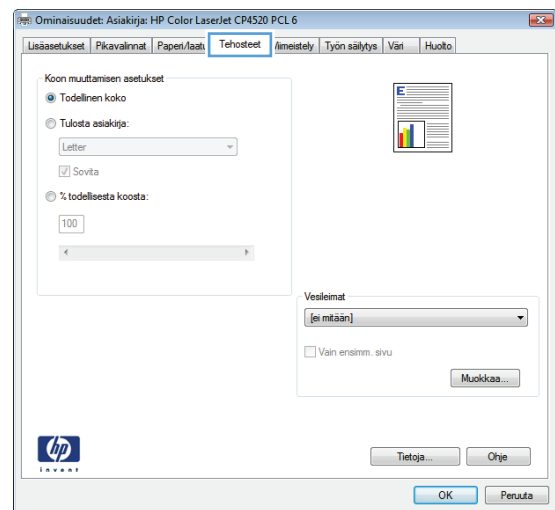 Ominaisuudet: Asiakirja: HP Color LaserJet CP4520 PCL 6
Lisäasetukset Pikavalinnat Paperi/laatu Tehosteet Viimeistely Työn säilytys Väri Huolto
Koon muuttamisen asetukset
Todellinen koko
Tulosta asiakirja:
Letter
Sovita
% todellisesta koosta:
100
E
Vesileimat
[ei mitään]
Vain ensimm. sivu
Muokkaa...
hp
invent
Tietoja... Ohje
OK Peruuta